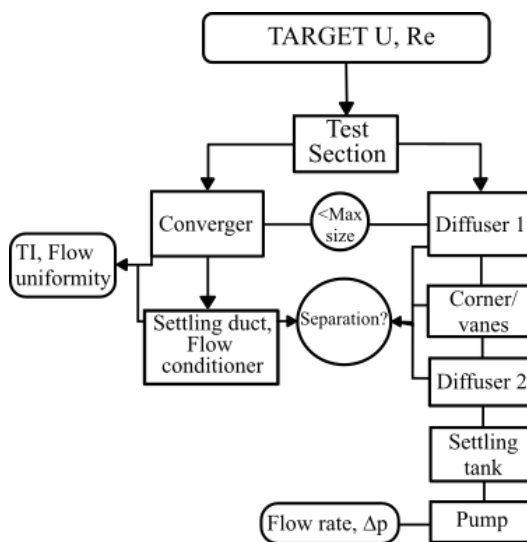 TARGET U, Re
Test
Section
Converger
<Max
size
Diffuser 1
TI, Flow
uniformity
Settling duct,
Flow
conditioner
Separation?
Corner/
vanes
Diffuser 2
Settling
tank
Flow rate, Δp
Pump